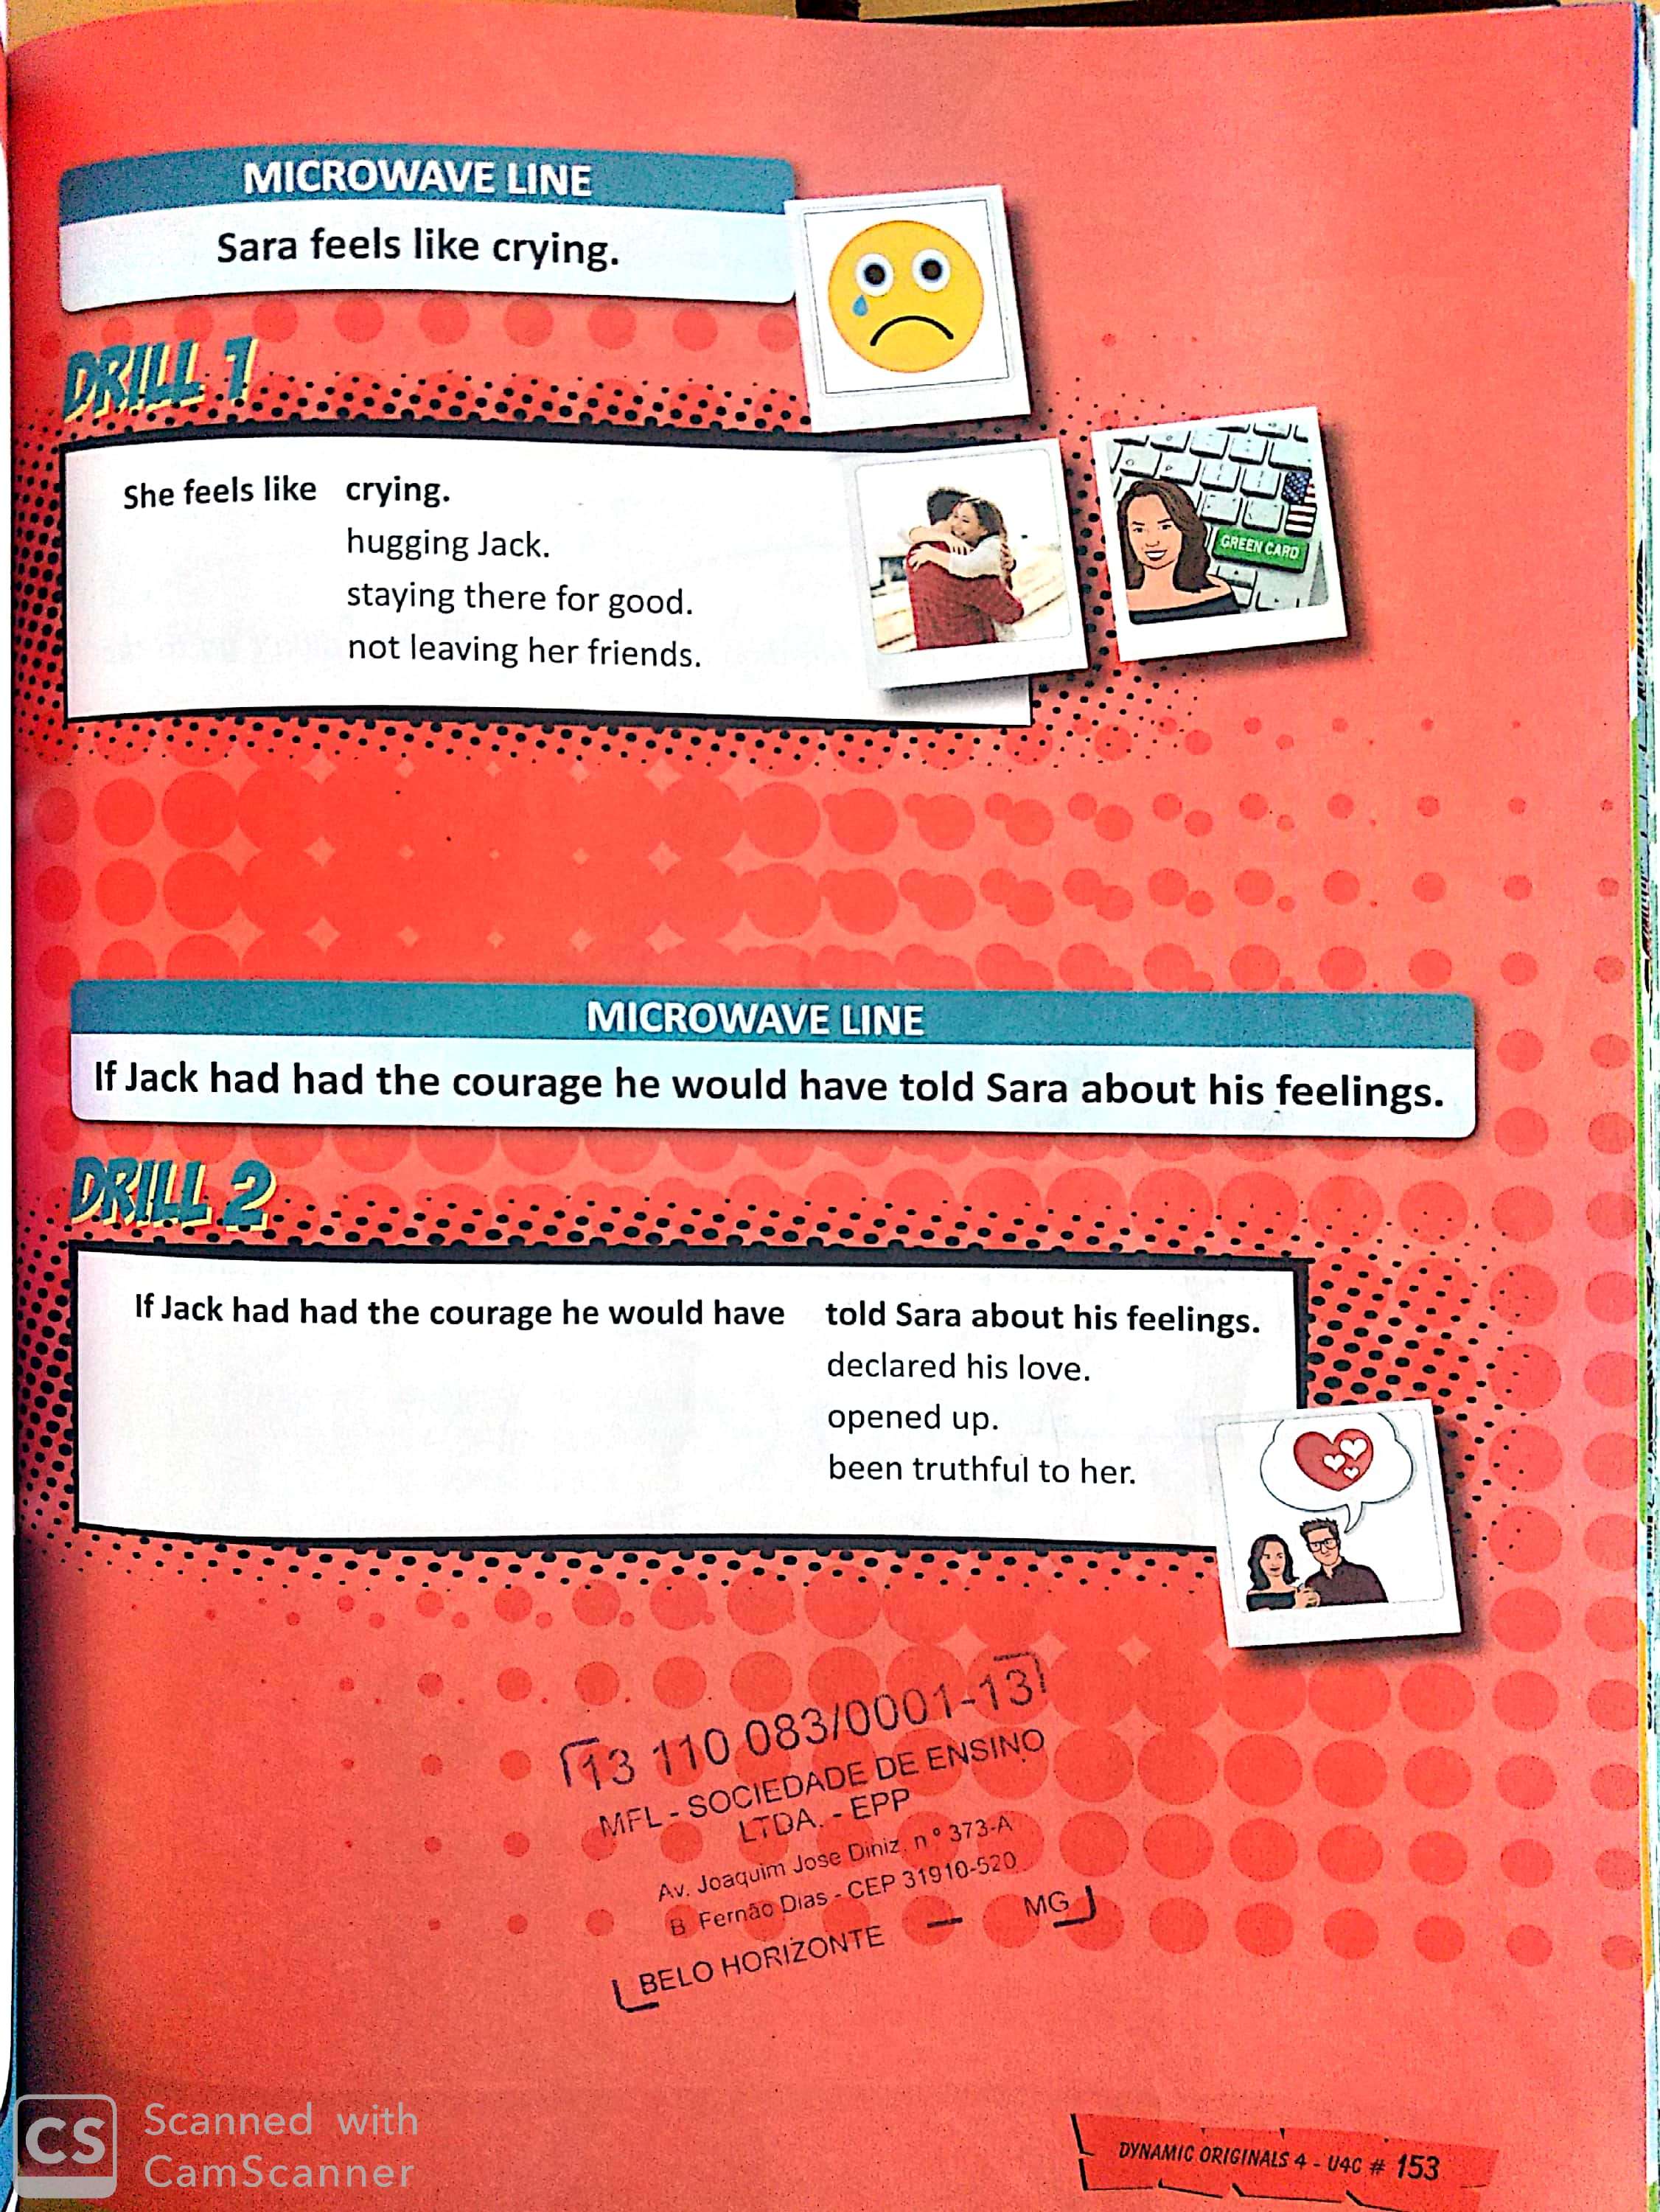 MICROWAVE LINE
Sara feels like crying.
DRILL 1
She feels like crying.
hugging Jack.
staying there for good.
not leaving her friends.
GREEN CARD
MICROWAVE LINE
If Jack had had the courage he would have told Sara about his feelings.
DRILL 2
If Jack had had the courage he would have told Sara about his feelings.
declared his love.
opened up.
been truthful to her.
13 110 083/0001-13
MFL - SOCIEDADE DE ENSINO
LTDA. - EPP
Av. Joaquim Jose Diniz, nº 373-A
B Fernão Dias - CEP 31910-520
BELO HORIZONTE — MG
CS Scanned with
CamScanner
DYNAMIC ORIGINALS 4 - U4C # 153